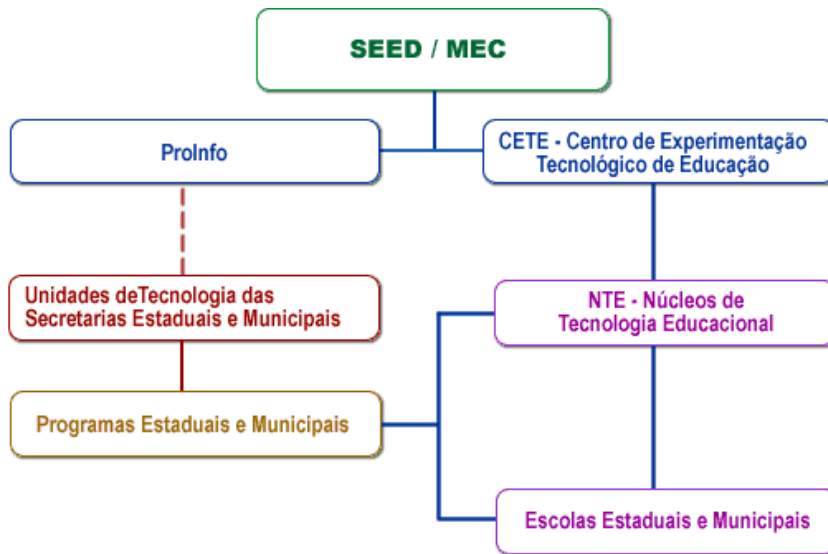 SEED / MEC
ProInfo
CETE - Centro de Experimentação
Tecnológico de Educação
Unidades deTecnologia das
Secretarias Estaduais e Municipais
NTE - Núcleos de
Tecnologia Educacional
Programas Estaduais e Municipais
Escolas Estaduais e Municipais